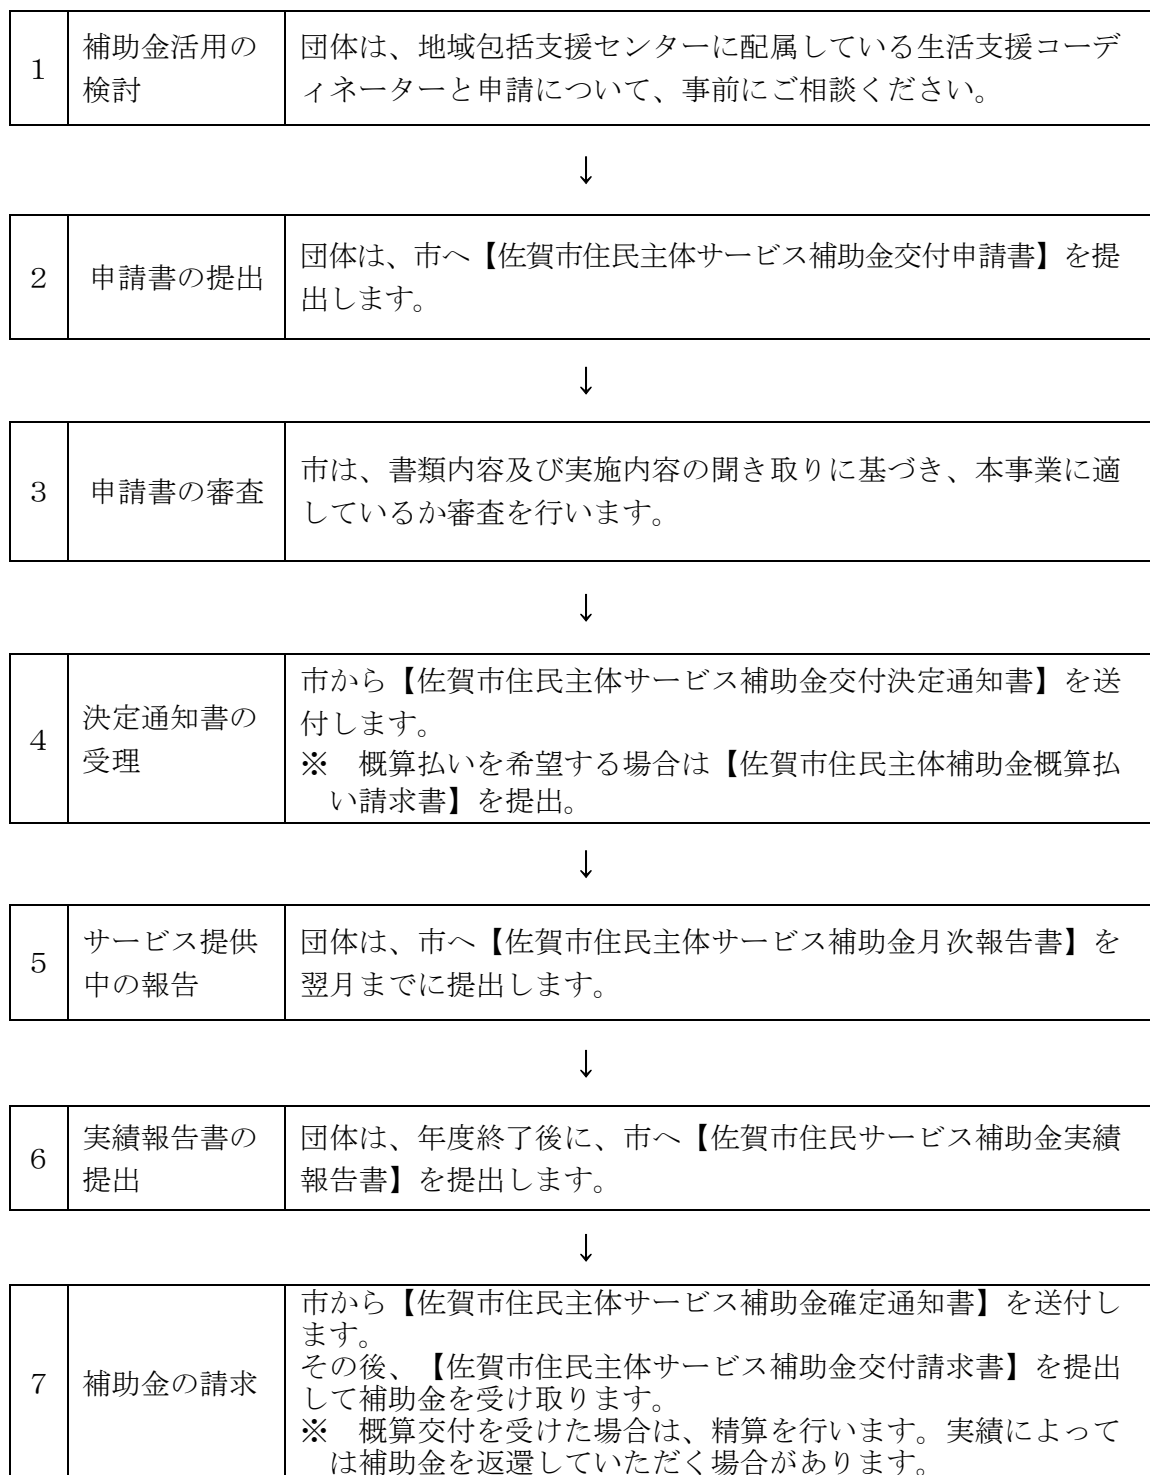 1
補助金活用の
検討
団体は、地域包括支援センターに配属している生活支援コーデ
ィネーターと申請について、事前にご相談ください。
↓
2
申請書の提出
団体は、市へ【佐賀市住民主体サービス補助金交付申請書】を提
出します。
↓
3
申請書の審査
市は、書類内容及び実施内容の聞き取りに基づき、本事業に適
しているか審査を行います。
↓
4
決定通知書の
受理
市から【佐賀市住民主体サービス補助金交付決定通知書】を送
付します。
※　概算払いを希望する場合は【佐賀市住民主体補助金概算払
い請求書】を提出。
↓
5
サービス提供
中の報告
団体は、市へ【佐賀市住民主体サービス補助金月次報告書】を
翌月までに提出します。
↓
6
実績報告書の
提出
団体は、年度終了後に、市へ【佐賀市住民サービス補助金実績
報告書】を提出します。
↓
7
補助金の請求
市から【佐賀市住民主体サービス補助金確定通知書】を送付し
ます。
その後、【佐賀市住民主体サービス補助金交付請求書】を提出
して補助金を受け取ります。
※　概算交付を受けた場合は、精算を行います。実績によって
は補助金を返還していただく場合があります。